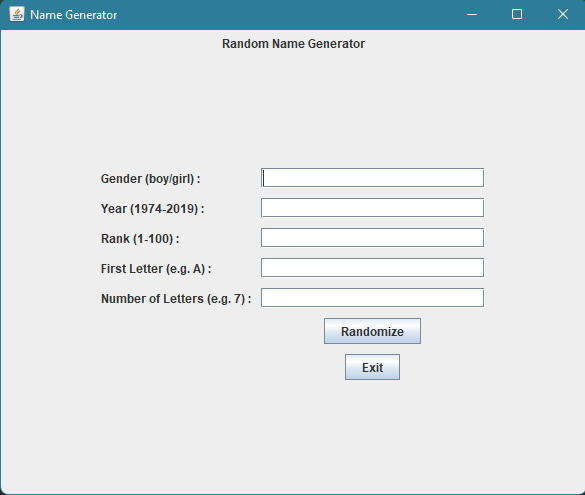 Name Generator
Random Name Generator
Gender (boy/girl) :
Year (1974-2019) :
Rank (1-100) :
First Letter (e.g. A) :
Number of Letters (e.g. 7) :
Randomize
Exit